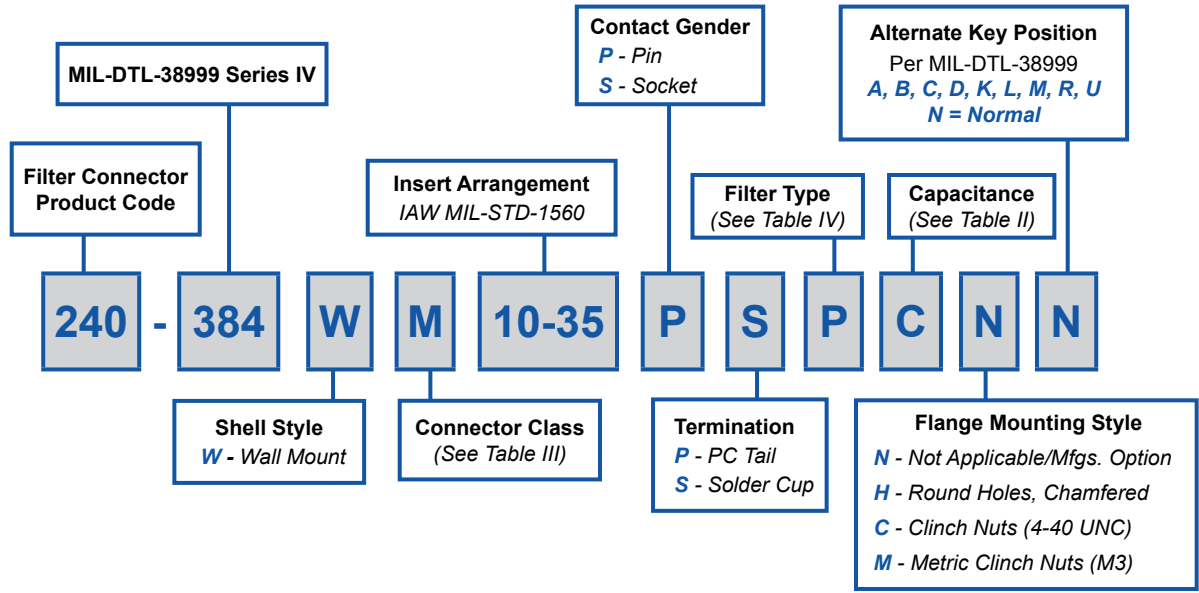 Contact Gender
P - Pin
S - Socket
Alternate Key Position
Per MIL-DTL-38999
A, B, C, D, K, L, M, R, U
N = Normal
MIL-DTL-38999 Series IV
Filter Connector
Product Code
Insert Arrangement
IAW MIL-STD-1560
Filter Type
(See Table IV)
Capacitance
(See Table II)
240 - 384 W M 10-35 P S P C N N
Shell Style
W - Wall Mount
Connector Class
(See Table III)
Termination
P - PC Tail
S - Solder Cup
Flange Mounting Style
N - Not Applicable/Mfgs. Option
H - Round Holes, Chamfered
C - Clinch Nuts (4-40 UNC)
M - Metric Clinch Nuts (M3)